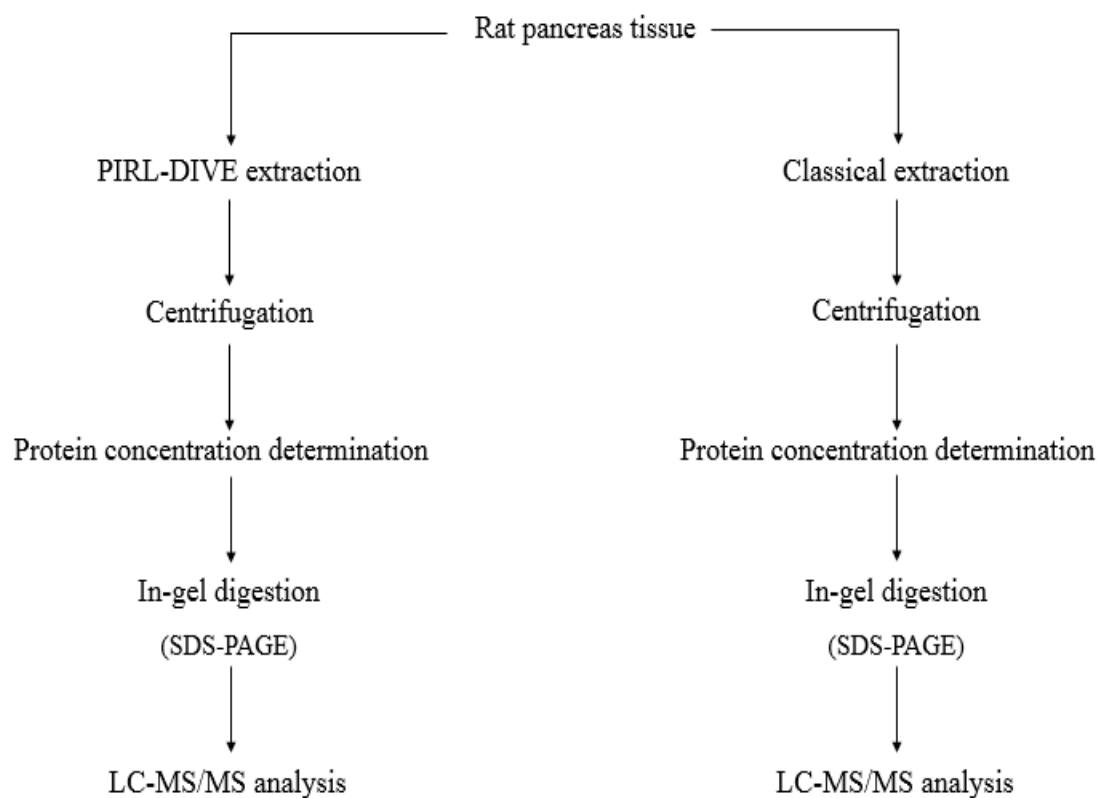 Rat pancreas tissue
PIRL-DIVE extraction
Classical extraction
Centrifugation
Centrifugation
Protein concentration determination
Protein concentration determination
In-gel digestion
In-gel digestion
(SDS-PAGE)
(SDS-PAGE)
LC-MS/MS analysis
LC-MS/MS analysis